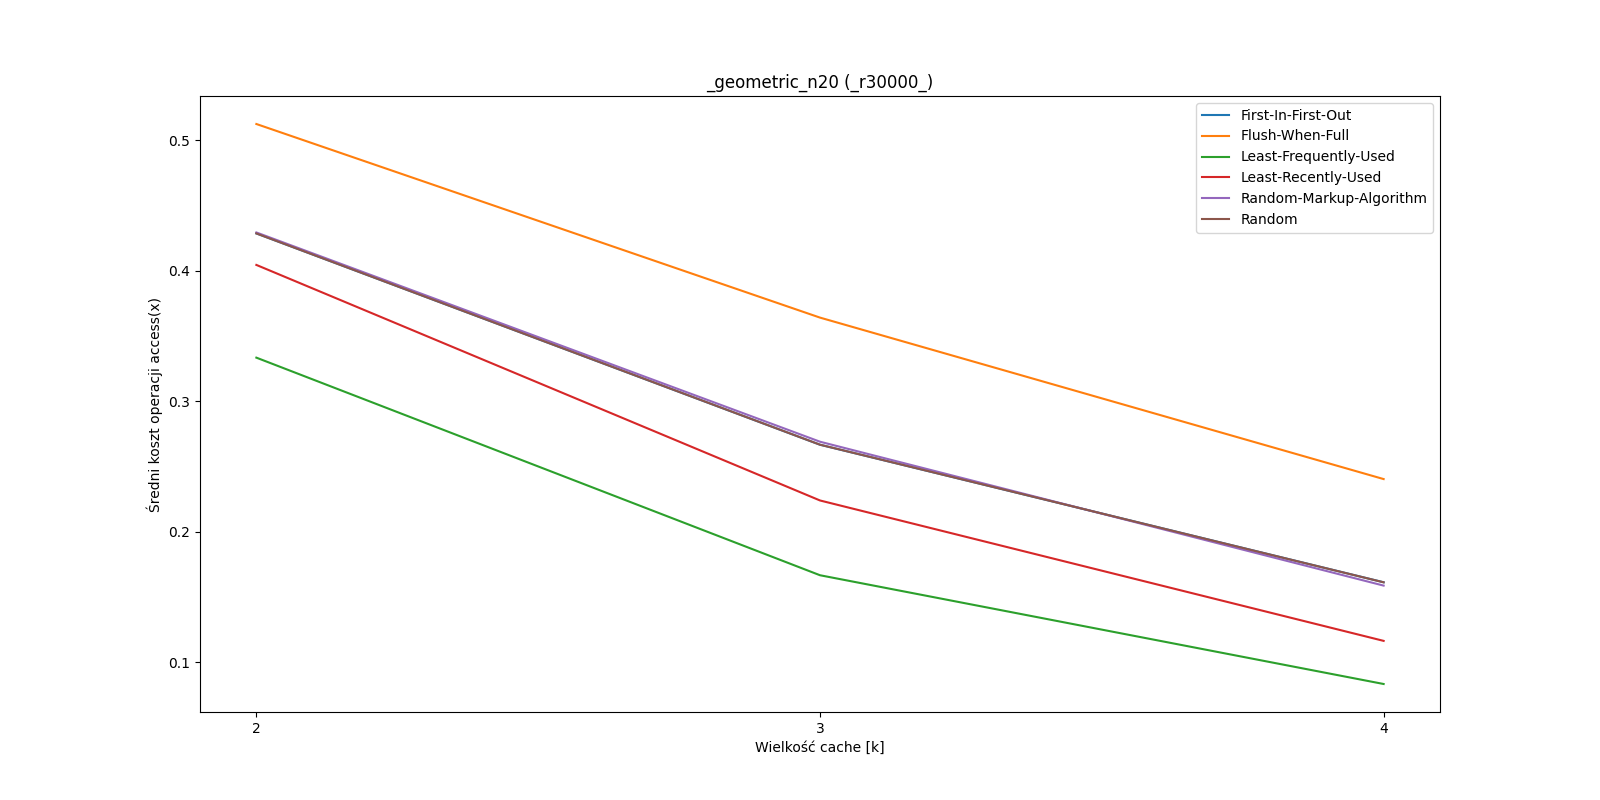 _geometric_n20 (_r30000_)
First-In-First-Out
Flush-When-Full
Least-Frequently-Used
Least-Recently-Used
Random-Markup-Algorithm
Random
Średni koszt operacji access(x)
0.5
0.4
0.3
0.2
0.1
2 3 4
Wielkość cache [k]